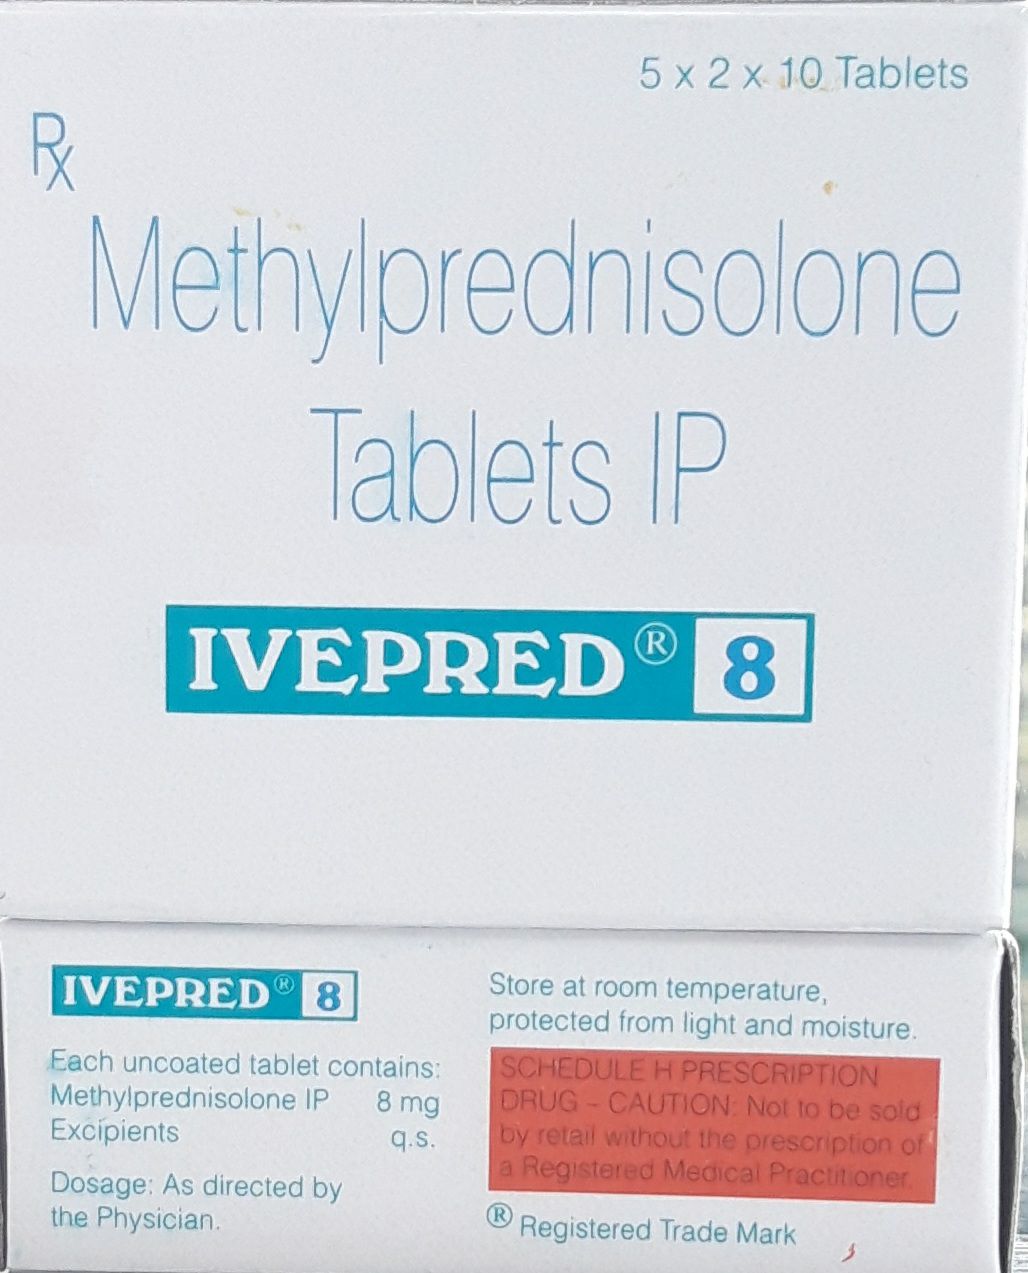 5 x 2 x 10 Tablets
Rx
Methylprednisolone
Tablets IP
IVEPRED® 8
IVEPRED® 8
Each uncoated tablet contains:
Methylprednisolone IP 8 mg
Excipients q.s.
Dosage: As directed by
the Physician.
Store at room temperature,
protected from light and moisture.
SCHEDULE H PRESCRIPTION
DRUG – CAUTION: Not to be sold
by retail without the prescription of
a Registered Medical Practitioner.
® Registered Trade Mark